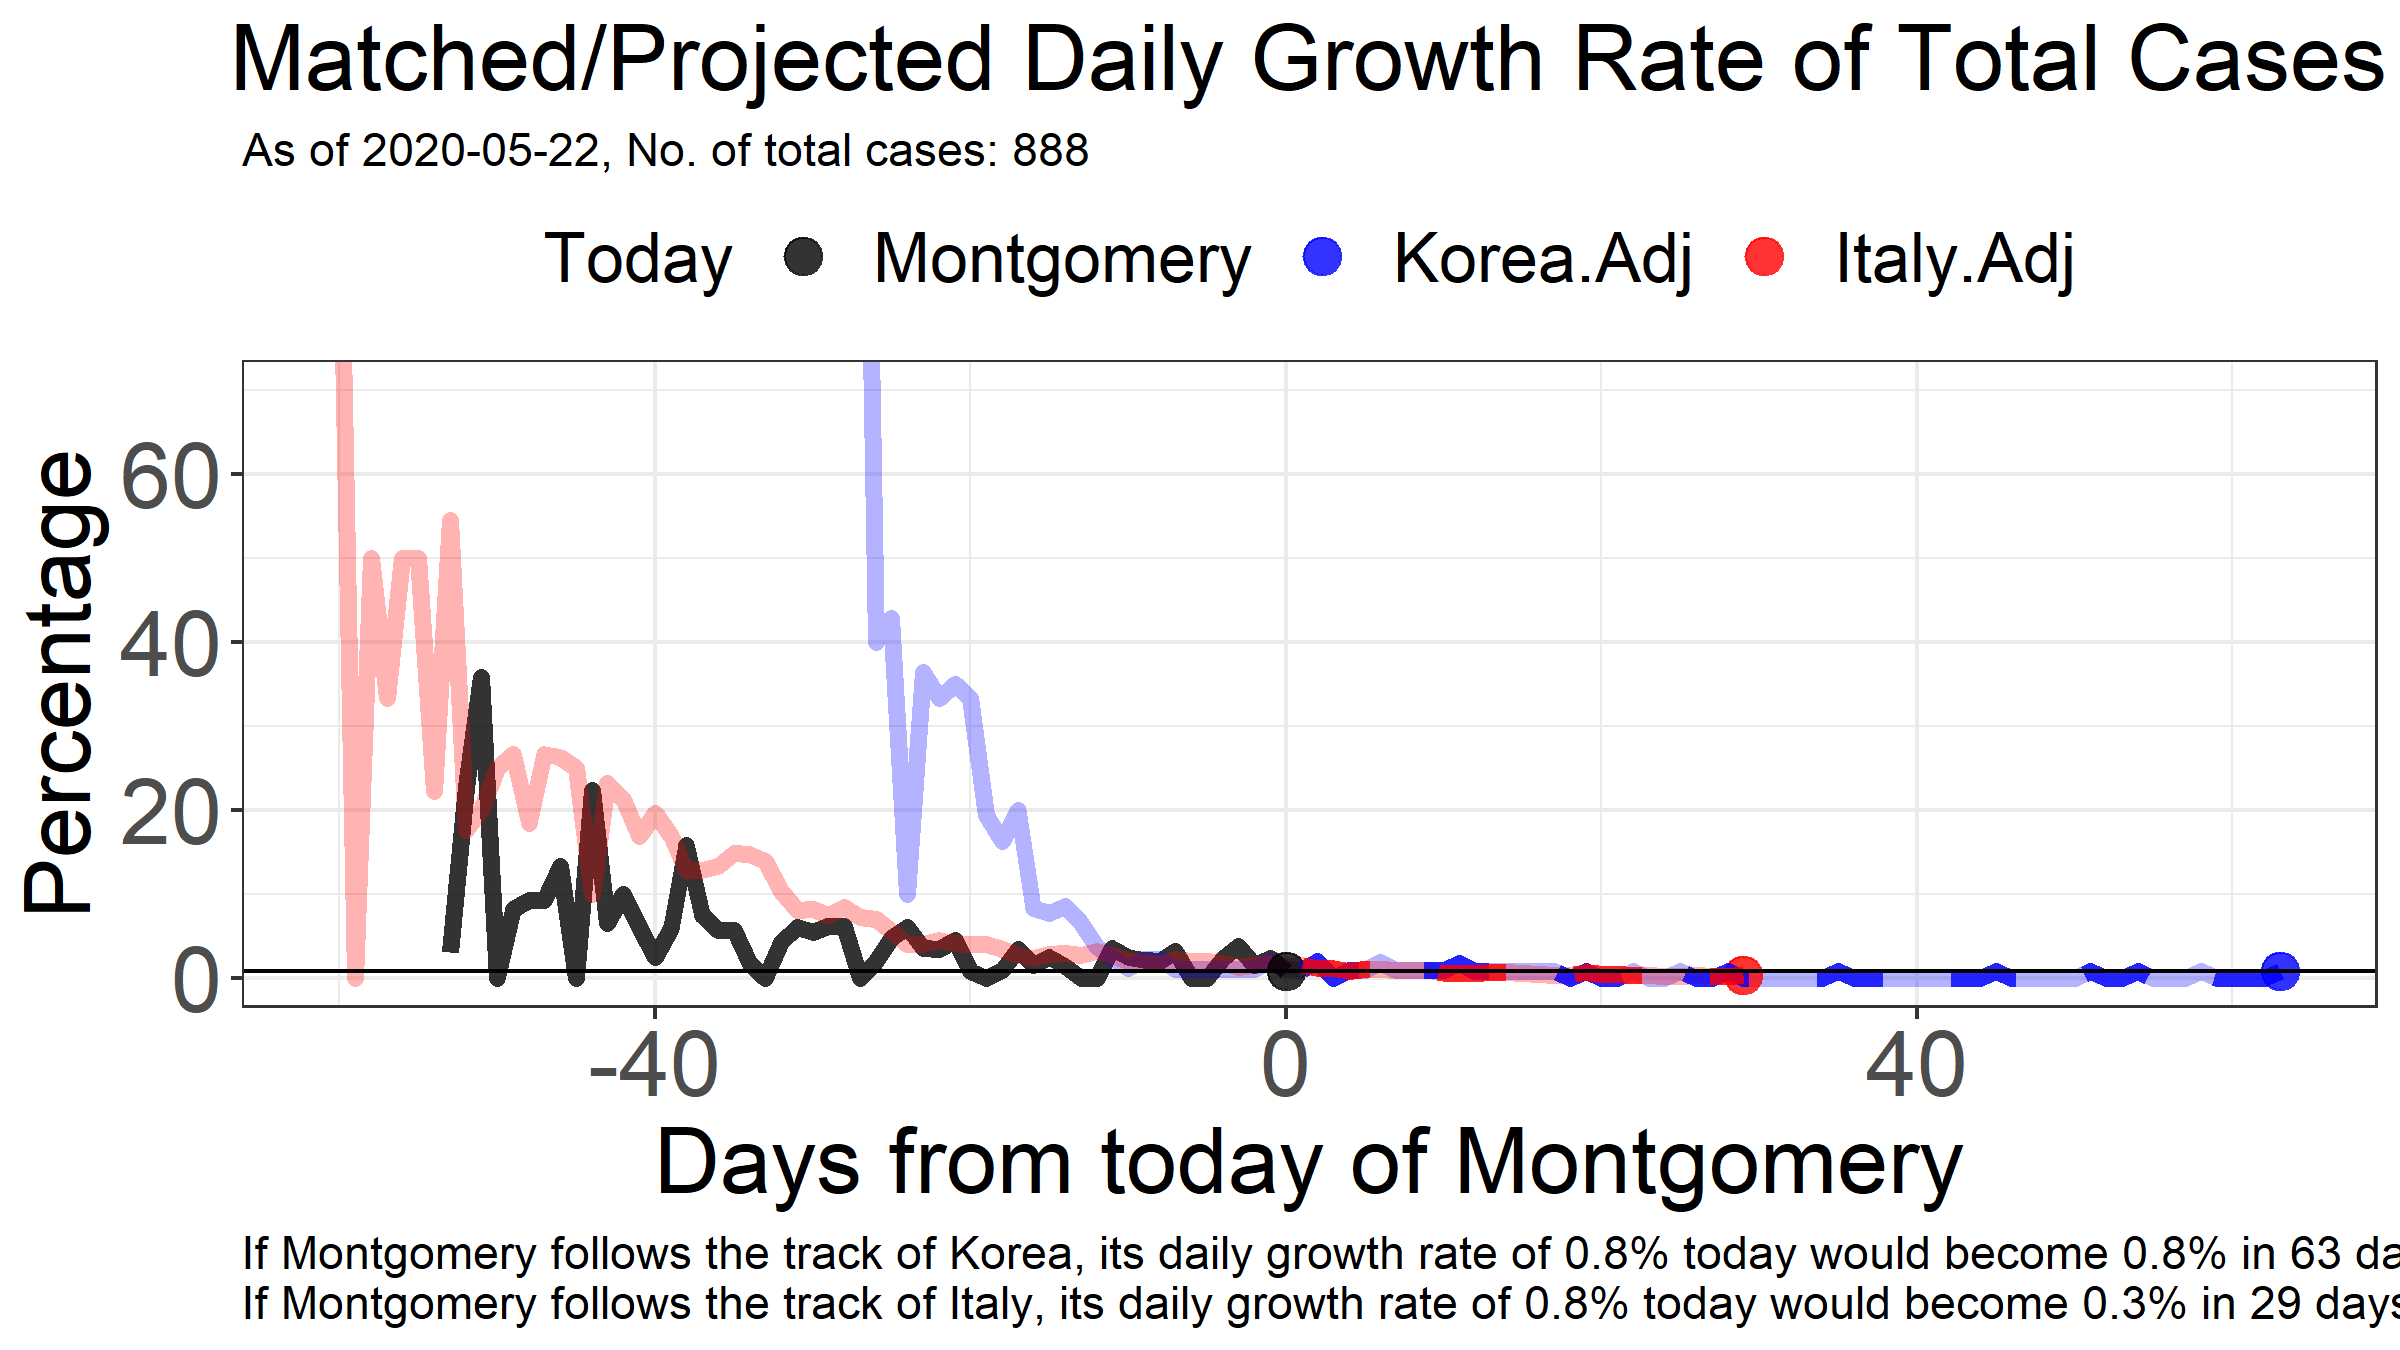 Matched/Projected Daily Growth Rate of Total Cases
As of 2020-05-22, No. of total cases: 888
Today Montgomery Korea.Adj Italy.Adj
Percentage
60
40
20
0
-40 0 40
Days from today of Montgomery
If Montgomery follows the track of Korea, its daily growth rate of 0.8% today would become 0.8% in 63 da
If Montgomery follows the track of Italy, its daily growth rate of 0.8% today would become 0.3% in 29 days